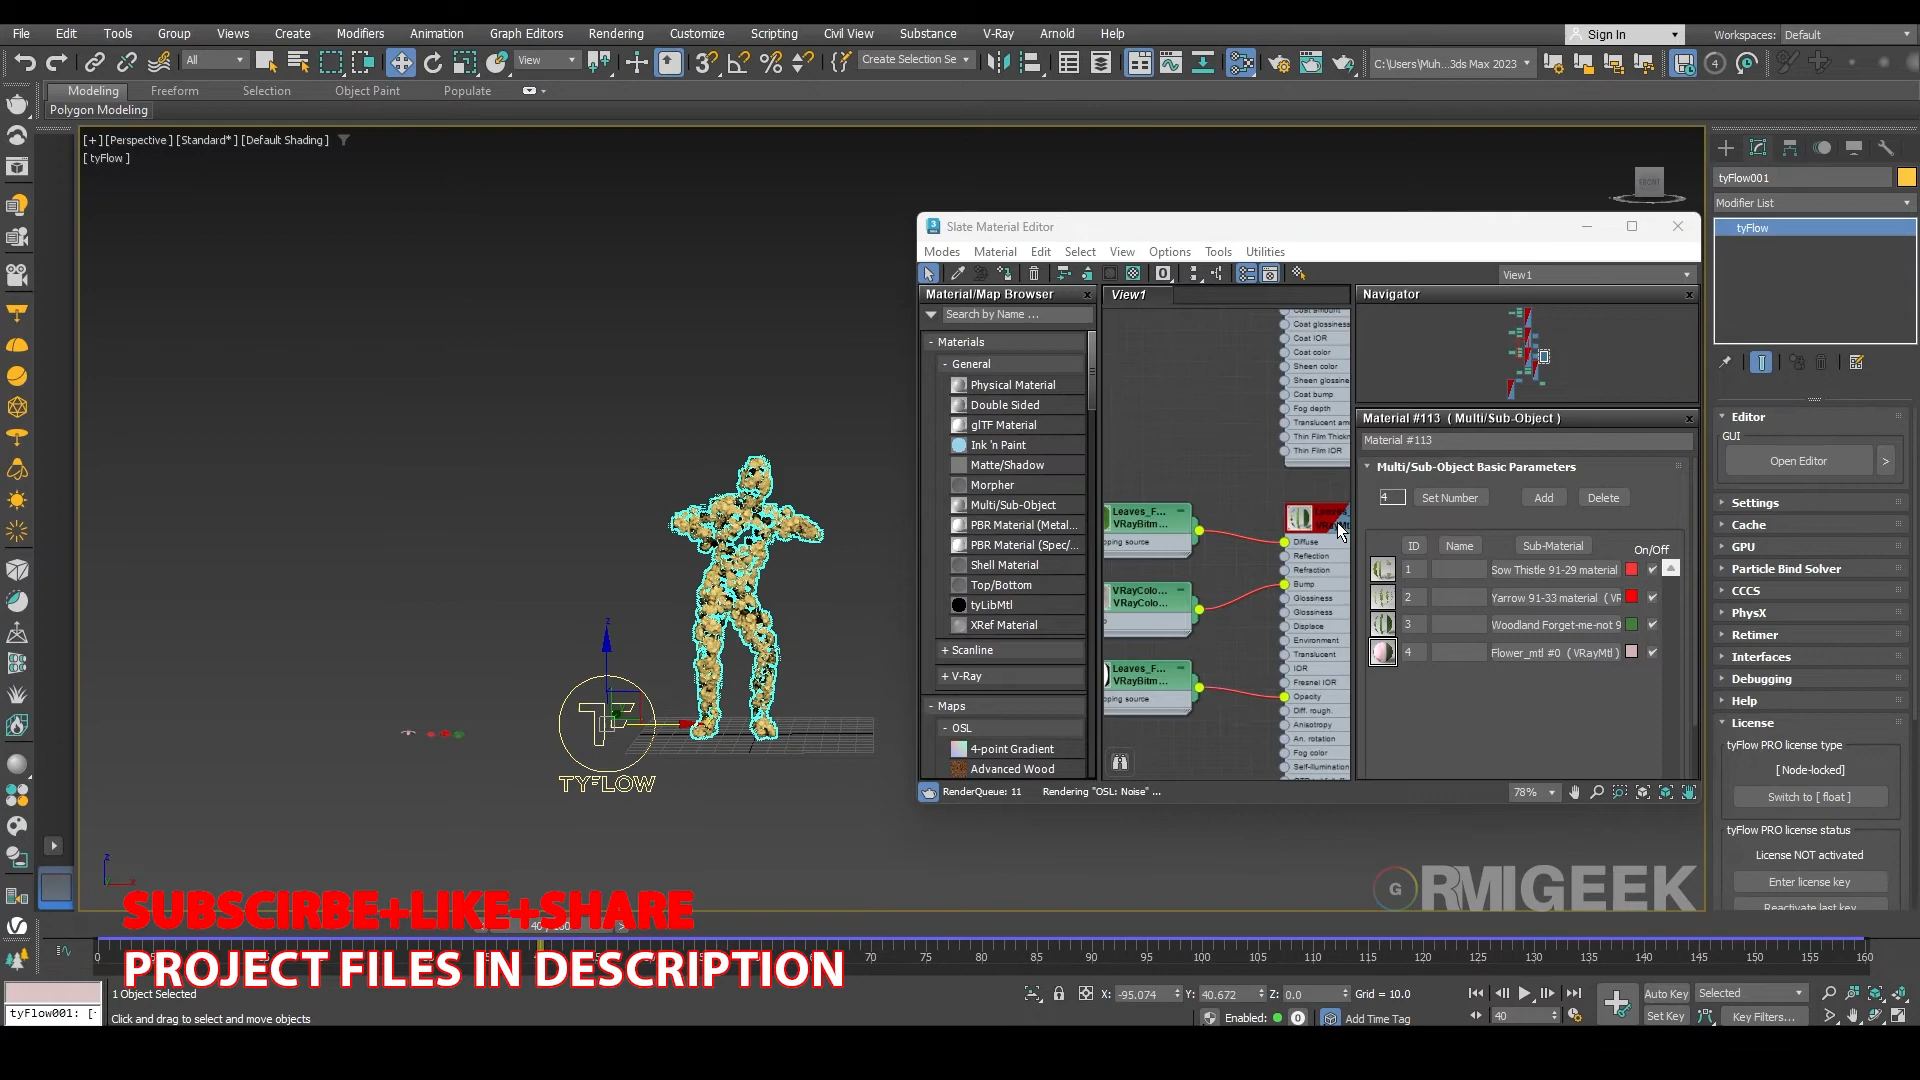 File Edit Tools Group Views Create Modifiers Animation Graph Editors Rendering Customize Scripting Civil View Substance V-Ray Arnold Help Sign In Workspaces: Default
All View Create Selection Se C:\Users\Muh...3ds Max 2023 4
Modeling Freeform Selection Object Paint Populate
Polygon Modeling
[+] [Perspective] [Standard*] [Default Shading]
[tyFlow]
FRONT
tyFlow001
Modifier List
tyFlow
Slate Material Editor
Modes Material Edit Select View Options Tools Utilities
View1
Material/Map Browser
Search by Name ...
- Materials
- General
Physical Material
Double Sided
glTF Material
Ink 'n Paint
Matte/Shadow
Morpher
Multi/Sub-Object
PBR Material (Metal...
PBR Material (Spec/...
Shell Material
Top/Bottom
tyLibMtl
XRef Material
+ Scanline
+ V-Ray
- Maps
- OSL
4-point Gradient
Advanced Wood
View1
Coat amount
Coat glossiness
Coat IOR
Coat color
Sheen color
Sheen glossine
Coat bump
Fog depth
Translucent am
Thin Film Thickn
Thin Film IOR
Leaves_F...
VRayBitm...
pping source
VRayColo...
VRayColo...
Leaves_F...
VRayBitm...
pping source
Diffuse
Reflection
Refraction
Bump
Glossiness
Glossiness
Displace
Environment
Translucent
IOR
Fresnel IOR
Opacity
Diff. rough.
Anisotropy
An. rotation
Fog color
Self-illumination
Navigator
Material #113 ( Multi/Sub-Object )
Material #113
Multi/Sub-Object Basic Parameters
4 Set Number Add Delete
ID Name Sub-Material On/Off
1 Sow Thistle 91-29 material
2 Yarrow 91-33 material ( VR
3 Woodland Forget-me-not 9
4 Flower_mtl #0 ( VRayMtl )
RenderQueue: 11 Rendering "OSL: Noise" ... 78%
Editor
GUI
Open Editor >
Settings
Cache
GPU
Particle Bind Solver
CCCS
PhysX
Retimer
Interfaces
Debugging
Help
License
tyFlow PRO license type
[ Node-locked]
Switch to [ float ]
tyFlow PRO license status
License NOT activated
Enter license key
Reactivate last key
z
TF
TYFLOW
z
x
G RMIGEEK
SUBSCIRBE+LIKE+SHARE
PROJECT FILES IN DESCRIPTION
0 70 75 80 85 90 95 100 105 110 115 120 125 130 135 140 145 150 155 160
1 Object Selected X: -95.074 Y: 40.672 Z: 0.0 Grid = 10.0 Auto Key Selected
tyFlow001: [- Click and drag to select and move objects Enabled: 0 Add Time Tag 40 Set Key Key Filters...